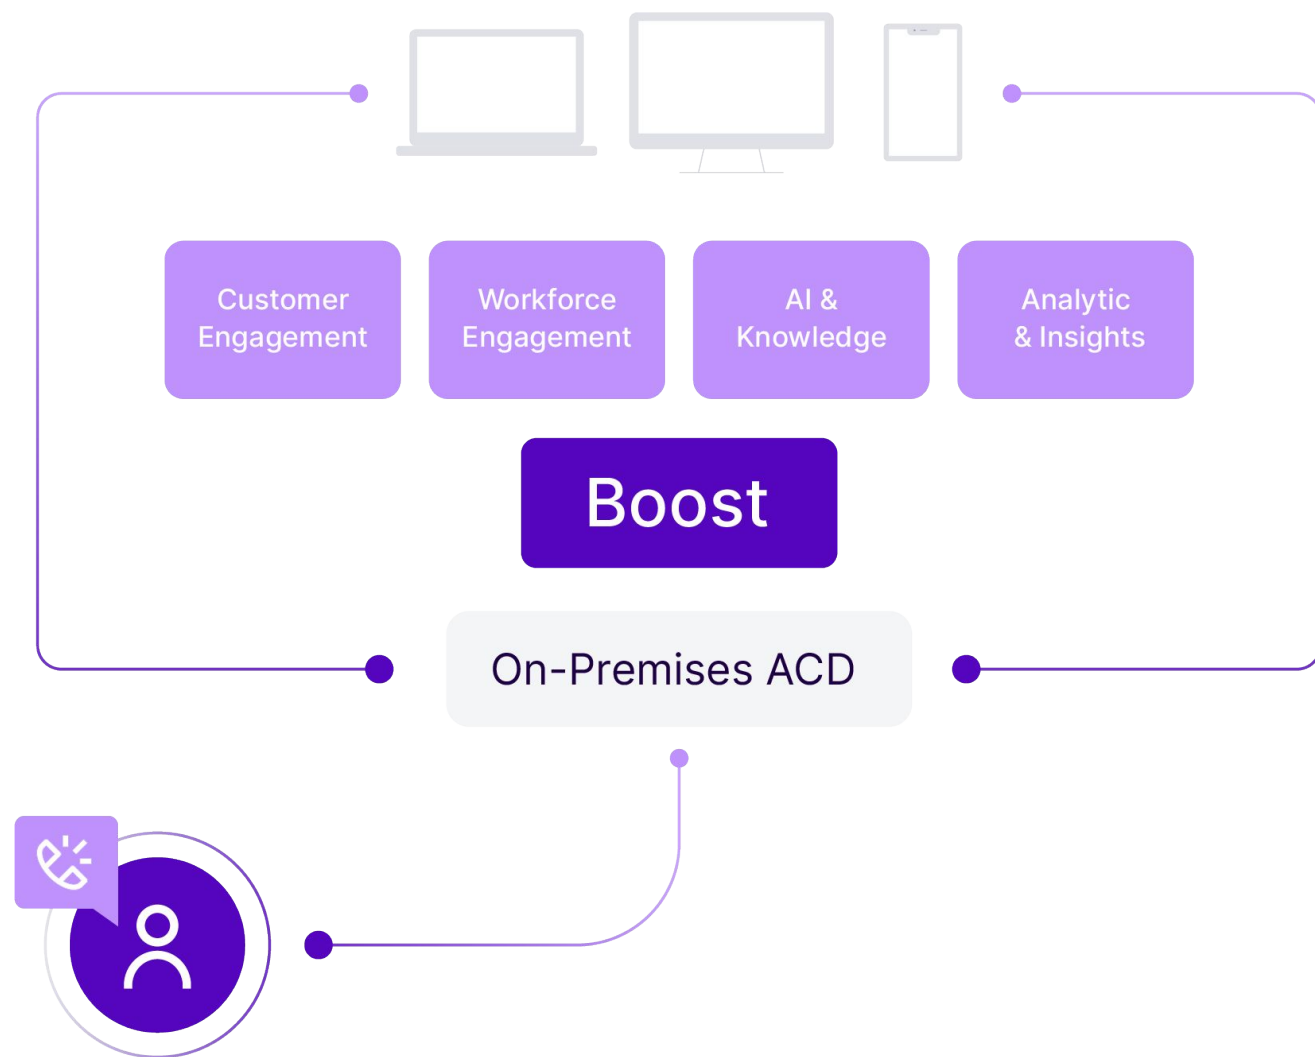 Customer
Engagement
Workforce
Engagement
AI &
Knowledge
Analytic
& Insights
Boost
On-Premises ACD